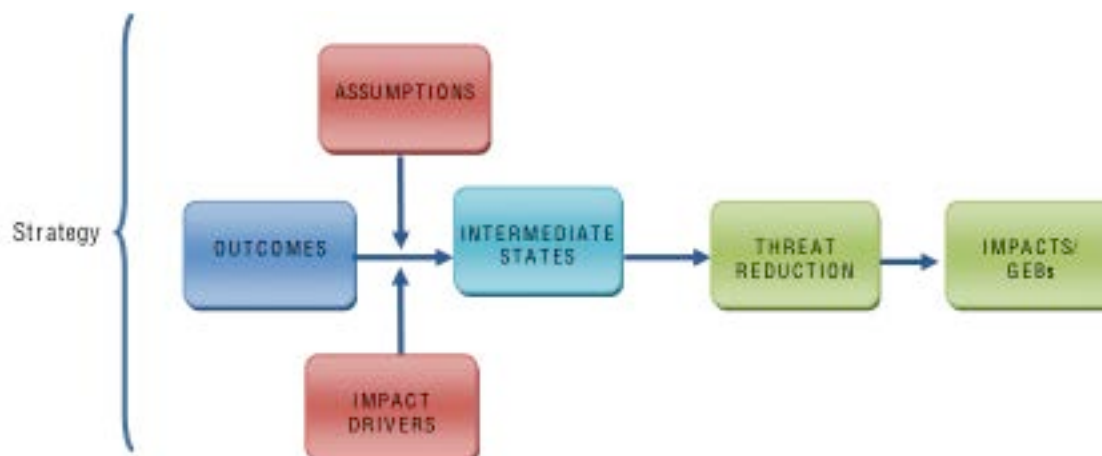 ASSUMPTIONS
Strategy
OUTCOMES
INTERMEDIATE
STATES
THREAT
REDUCTION
IMPACTS/
GEBs
IMPACT
DRIVERS